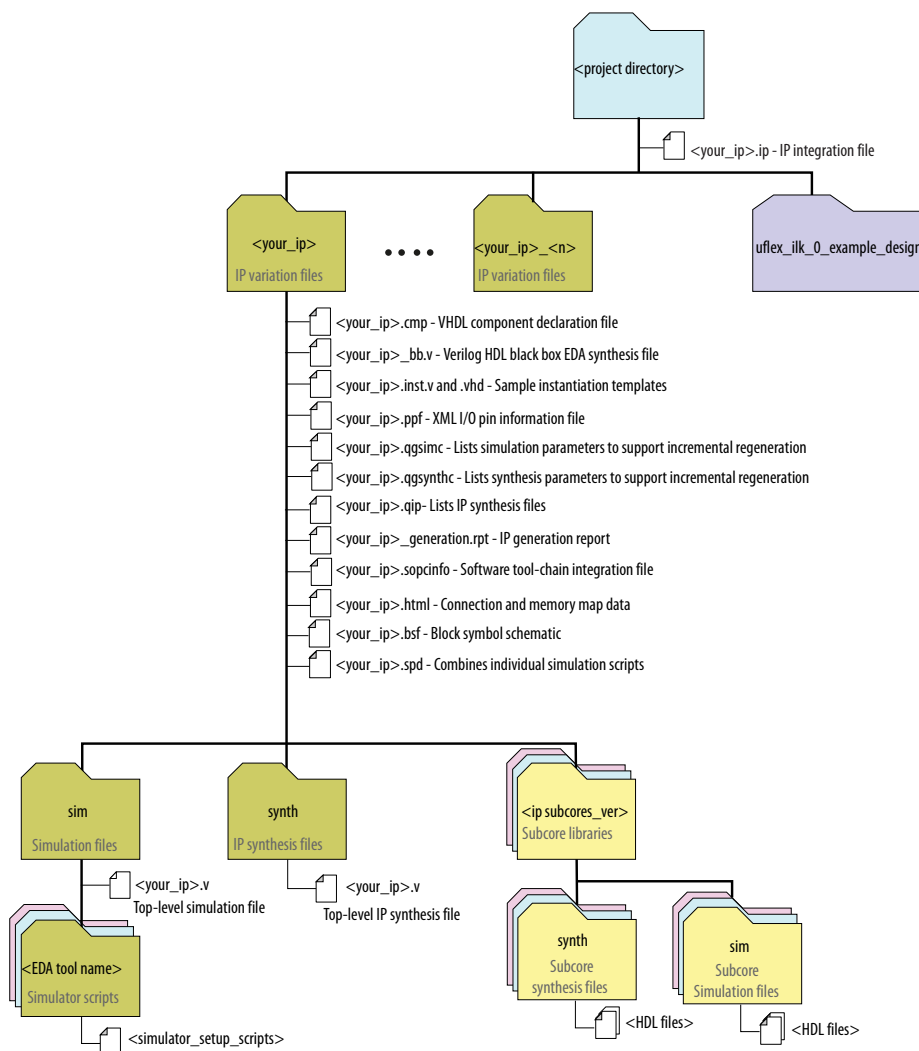 <project directory>
<your_ip>.ip - IP integration file
<your_ip>
IP variation files
<your_ip>_<n>
IP variation files
uflex_ilk_0_example_design
<your_ip>.cmp - VHDL component declaration file
<your_ip>_bb.v - Verilog HDL black box EDA synthesis file
<your_ip>.inst.v and .vhd - Sample instantiation templates
<your_ip>.ppf - XML I/O pin information file
<your_ip>.qgsimc - Lists simulation parameters to support incremental regeneration
<your_ip>.qgsynthc - Lists synthesis parameters to support incremental regeneration
<your_ip>.qip- Lists IP synthesis files
<your_ip>_generation.rpt - IP generation report
<your_ip>.sopcinfo - Software tool-chain integration file
<your_ip>.html - Connection and memory map data
<your_ip>.bsf - Block symbol schematic
<your_ip>.spd - Combines individual simulation scripts
sim
Simulation files
synth
IP synthesis files
<ip subcores_ver>
Subcore libraries
<your_ip>.v
Top-level simulation file
<your_ip>.v
Top-level IP synthesis file
<EDA tool name>
Simulator scripts
synth
Subcore
synthesis files
sim
Subcore
Simulation files
<simulator_setup_scripts>
<HDL files>
<HDL files>